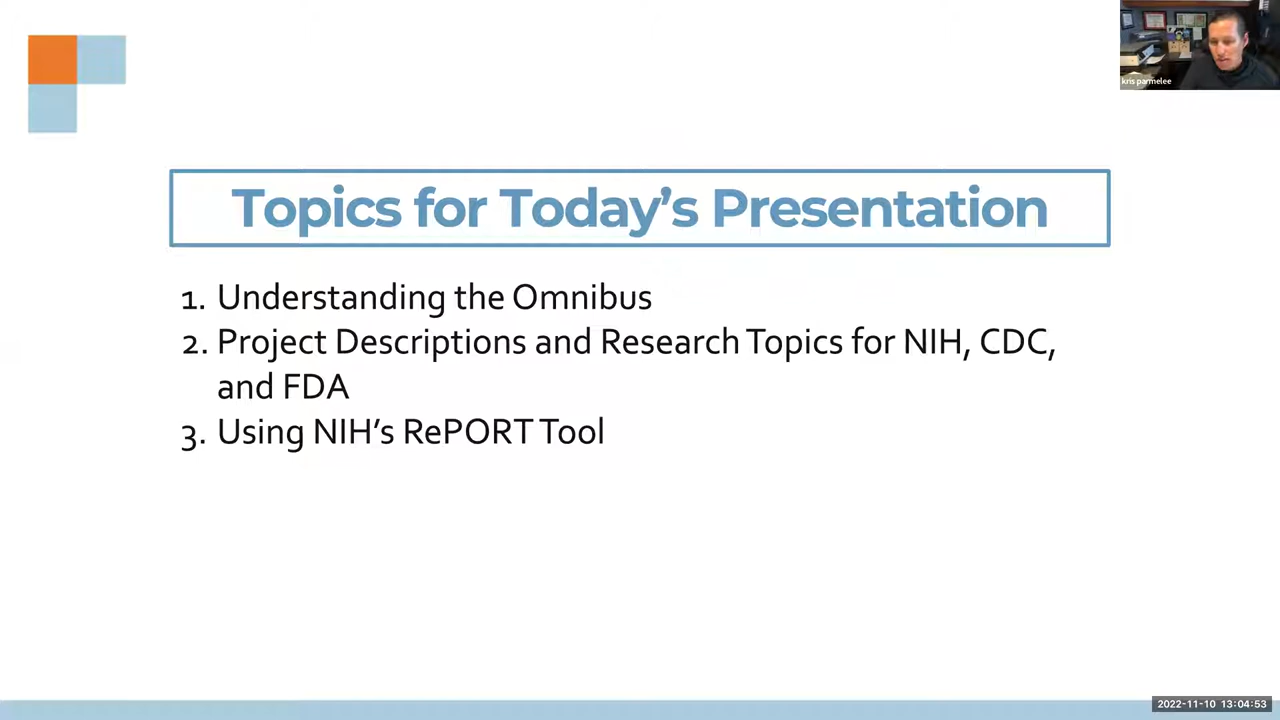 kris parmelee
Topics for Today’s Presentation
1. Understanding the Omnibus
2. Project Descriptions and Research Topics for NIH, CDC,
and FDA
3. Using NIH’s RePORT Tool
2022-11-10 13:04:53